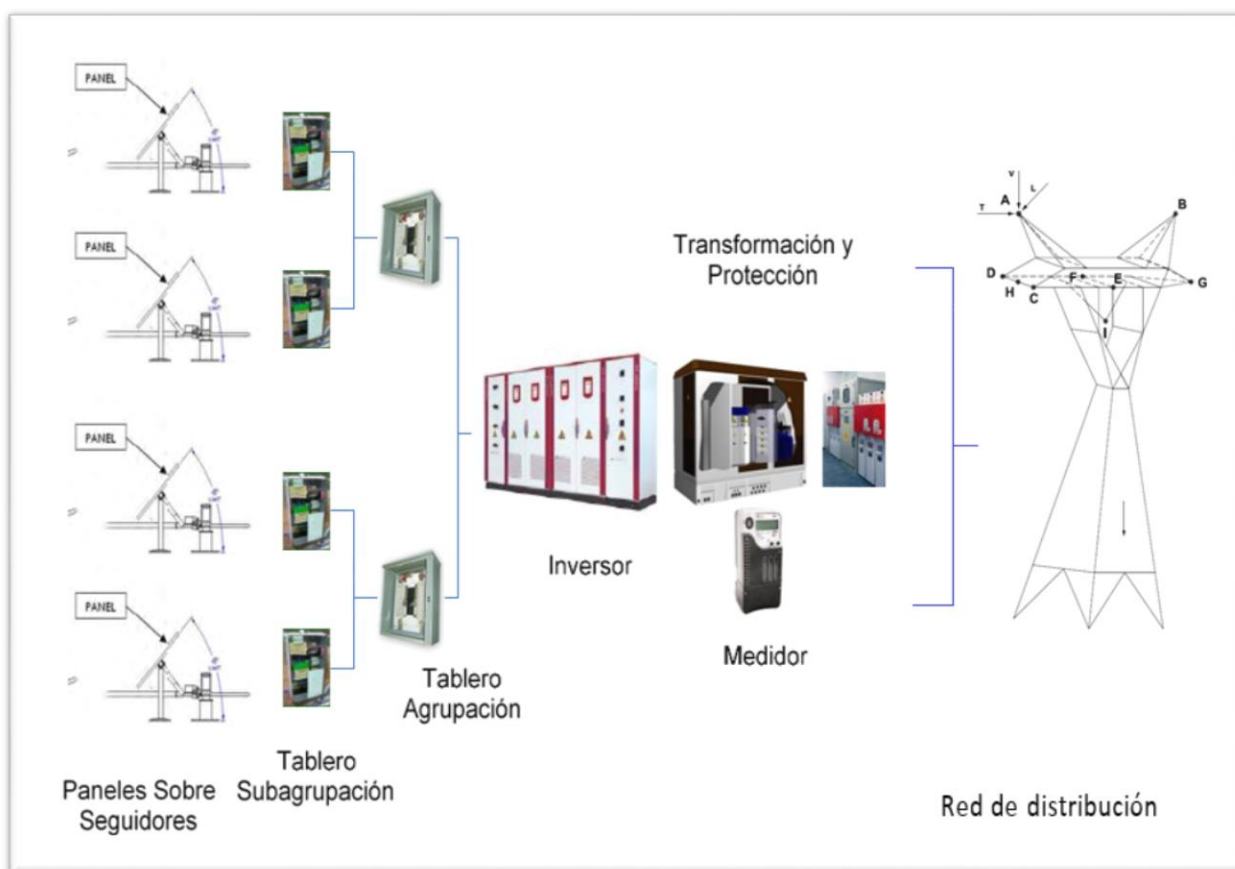 PANEL
PANEL
PANEL
PANEL
Paneles Sobre
Seguidores
Tablero
Subagrupación
Tablero
Agrupación
Inversor
Transformación y
Protección
Medidor
V
L
T
A
B
D
F
E
G
H
C
I
Red de distribución